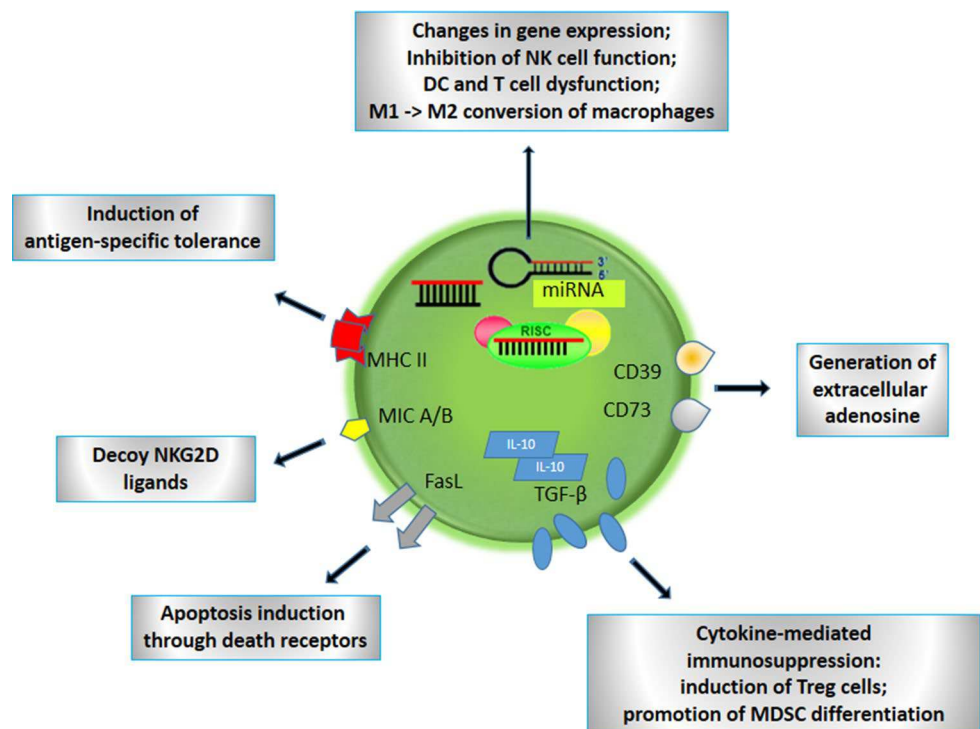 Changes in gene expression;
Inhibition of NK cell function;
DC and T cell dysfunction;
M1 -> M2 conversion of macrophages
Induction of
antigen-specific tolerance
3'
5'
miRNA
RISC
MHC II
CD39
CD73
Generation of
extracellular
adenosine
MIC A/B
Decoy NKG2D
ligands
IL-10
IL-10
FasL
TGF-β
Apoptosis induction
through death receptors
Cytokine-mediated
immunosuppression:
induction of Treg cells;
promotion of MDSC differentiation